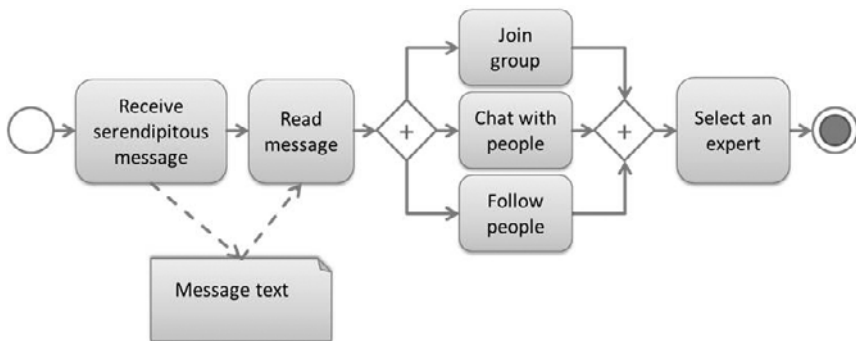 Receive
serendipitous
message
Read
message
+
Join
group
Chat with
people
Follow
people
+
Select an
expert
Message text